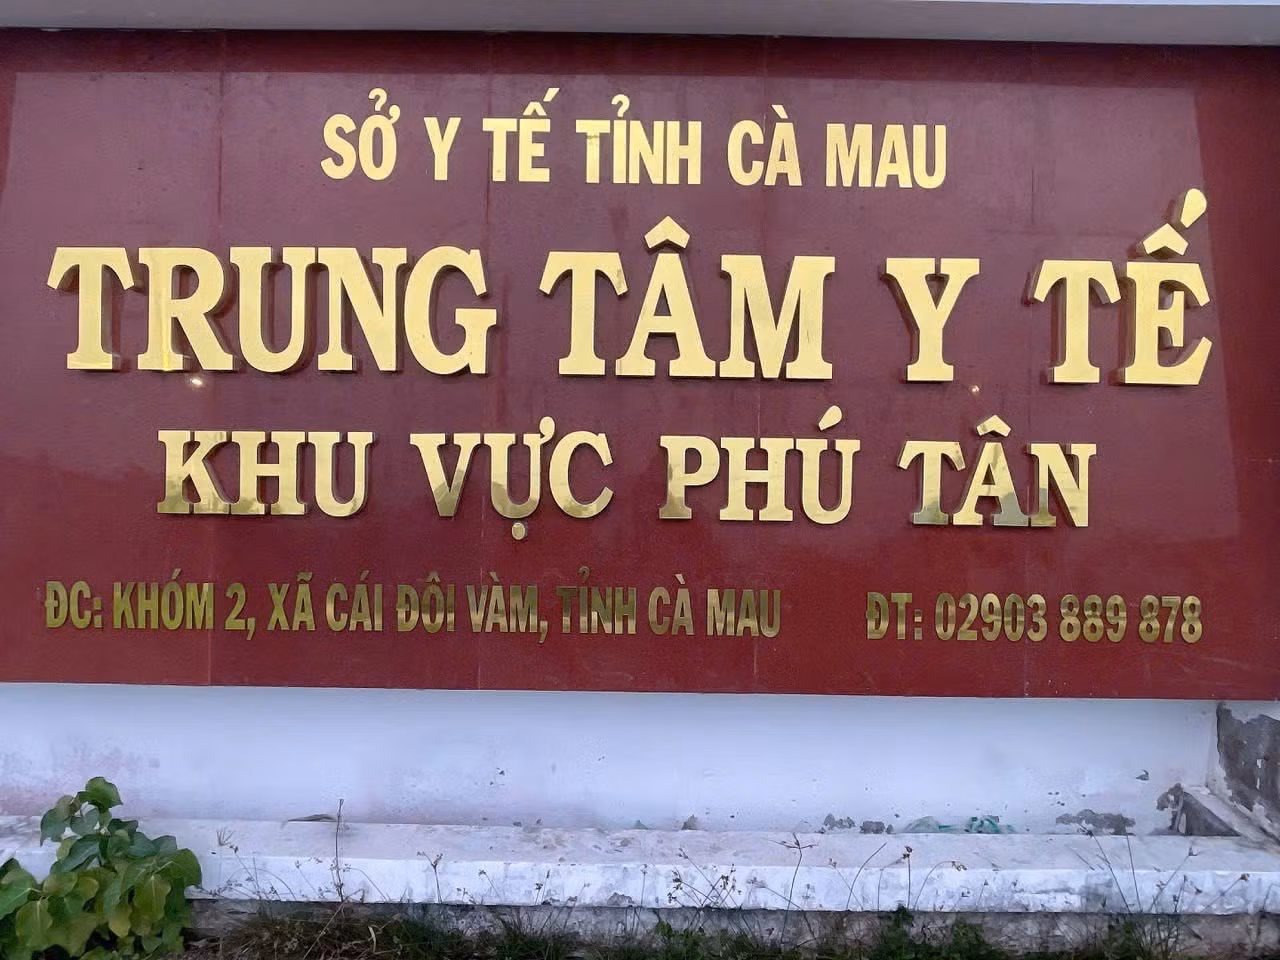 SỞ Y TẾ TỈNH CÀ MAU
TRUNG TÂM Y TẾ
KHU VỰC PHÚ TÂN
ĐC: KHÓM 2, XÃ CÁI ĐÔI VÀM, TỈNH CÀ MAU ĐT: 02903 889 878